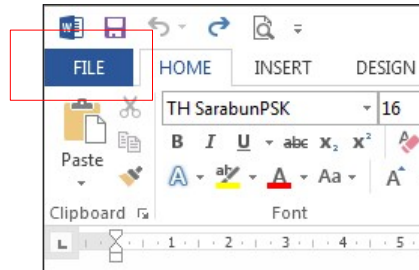 FILE HOME INSERT DESIGN
TH SarabunPSK 16
B I U abc X₂ X²
Paste
A aby A Aa A
Clipboard Font
L 1 2 3 4 5